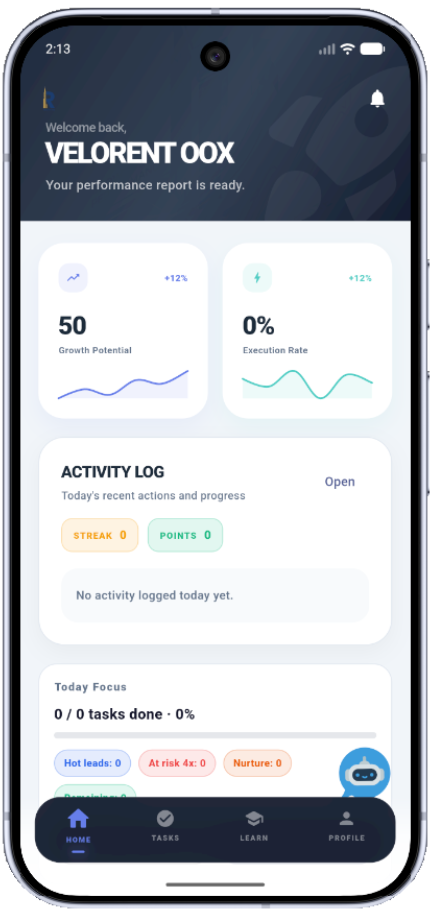 2:13
Welcome back,
VELORENT OOX
Your performance report is ready.
+12%
50
Growth Potential
+12%
0%
Execution Rate
ACTIVITY LOG
Open
Today's recent actions and progress
STREAK 0
POINTS 0
No activity logged today yet.
Today Focus
0 / 0 tasks done · 0%
Hot leads: 0
At risk 4x: 0
Nurture: 0
Remaining: 0
HOME
TASKS
LEARN
PROFILE